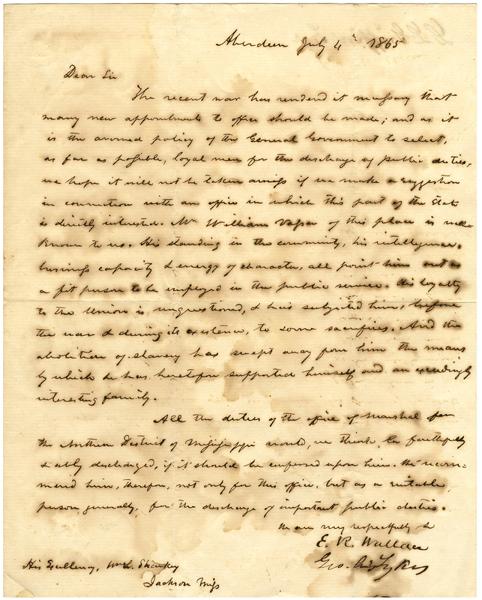 Aberdeen July 4th 1865
Dear Sir
The recent war has rendered it necessary that
many new appointments to office should be made; and as it
is the avowed policy of the General Government to select,
as far as possible, loyal men for the discharge of public duties,
we hope it will not be taken amiss if we make a suggestion
in connection with an office in which this part of the State
is directly interested. Mr William Vasser of this place is well
known to us. His standing in the community, his intelligence,
business capacity & energy of character, all point him out as
a fit person to be employed in the public service. His loyalty
to the Union is unquestioned, & has subjected him, before
the war & during its existence, to some sacrifices. And the
abolition of slavery has swept away from him the means
by which he has heretofore supported himself and an exceedingly
interesting family.
All the duties of the office of Marshal for
the Northern District of Mississippi would, we think be faithfully
& ably discharged, if it should be conferred upon him. We recom-
mend him, therefore, not only for this office, but as a suitable
person, generally, for the discharge of important public duties.
We are very respectfully &
E. R. Wallace
Geo. Sykes
His Excellency, Wm L. Sharkey
Jackson Miss